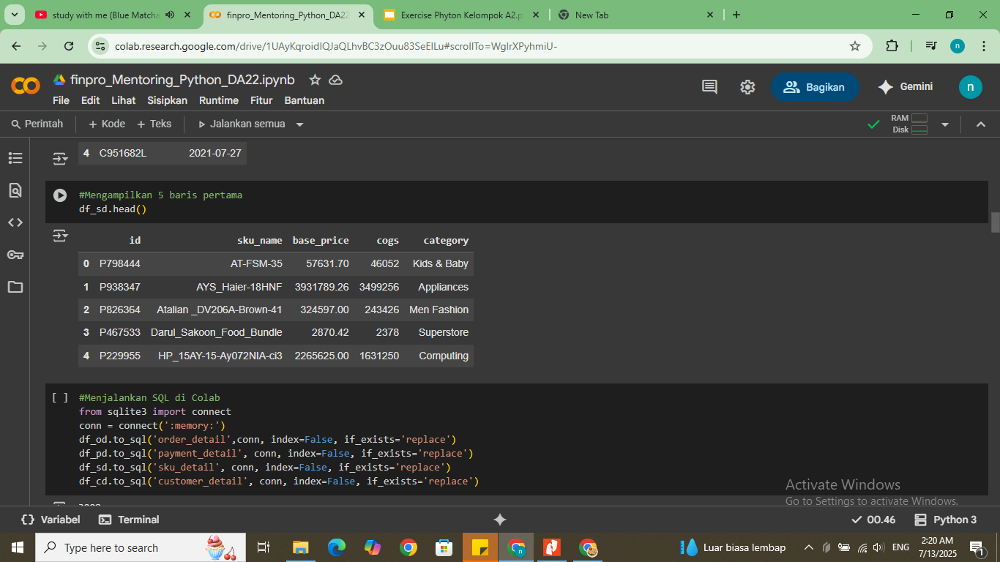 study with me (Blue Matcha
finpro_Mentoring_Python_DA22
Exercise Phyton Kelompok A2.p
New Tab
colab.research.google.com/drive/1UAyKqroidIQJaQLhvBC3zOuu83SeEILu#scrollTo=WglrXPyhmiU-
n
finpro_Mentoring_Python_DA22.ipynb
File Edit Lihat Sisipkan Runtime Fitur Bantuan
Bagikan
Gemini
n
Perintah + Kode + Teks Jalankan semua
RAM
Disk
4 C951682L 2021-07-27
#Mengampilkan 5 baris pertama
df_sd.head()
id sku_name base_price cogs category
0 P798444 AT-FSM-35 57631.70 46052 Kids & Baby
1 P938347 AYS_Haier-18HNF 3931789.26 3499256 Appliances
2 P826364 Atalian _DV206A-Brown-41 324597.00 243426 Men Fashion
3 P467533 Darul_Sakoon_Food_Bundle 2870.42 2378 Superstore
4 P229955 HP_15AY-15-Ay072NIA-ci3 2265625.00 1631250 Computing
[ ] #Menjalankan SQL di Colab
from sqlite3 import connect
conn = connect(':memory:')
df_od.to_sql('order_detail',conn, index=False, if_exists='replace')
df_pd.to_sql('payment_detail', conn, index=False, if_exists='replace')
df_sd.to_sql('sku_detail', conn, index=False, if_exists='replace')
df_cd.to_sql('customer_detail', conn, index=False, if_exists='replace')
Activate Windows
Go to Settings to activate Windows.
{} Variabel Terminal
00.46 Python 3
Type here to search
Luar biasa lembap
ENG
2:20 AM
7/13/2025
1